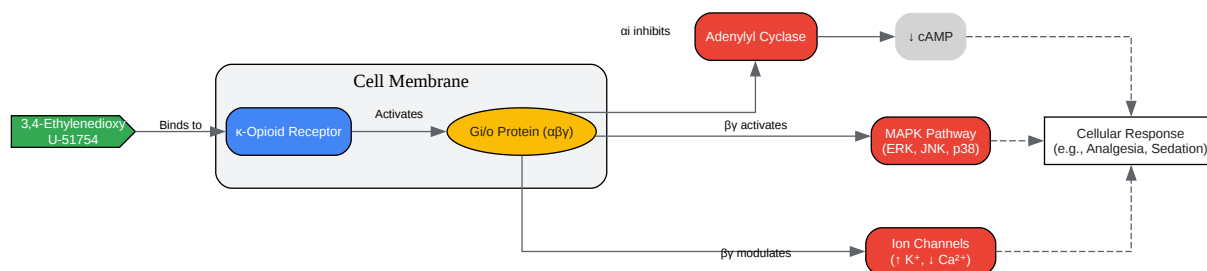 αi inhibits
Adenylyl Cyclase
↓ cAMP
Cell Membrane
3,4-Ethylenedioxy
U-51754
Binds to
κ-Opioid Receptor
Activates
Gi/o Protein (αβγ)
βγ activates
MAPK Pathway
(ERK, JNK, p38)
Cellular Response
(e.g., Analgesia, Sedation)
βγ modulates
Ion Channels
(↑ K⁺, ↓ Ca²⁺)